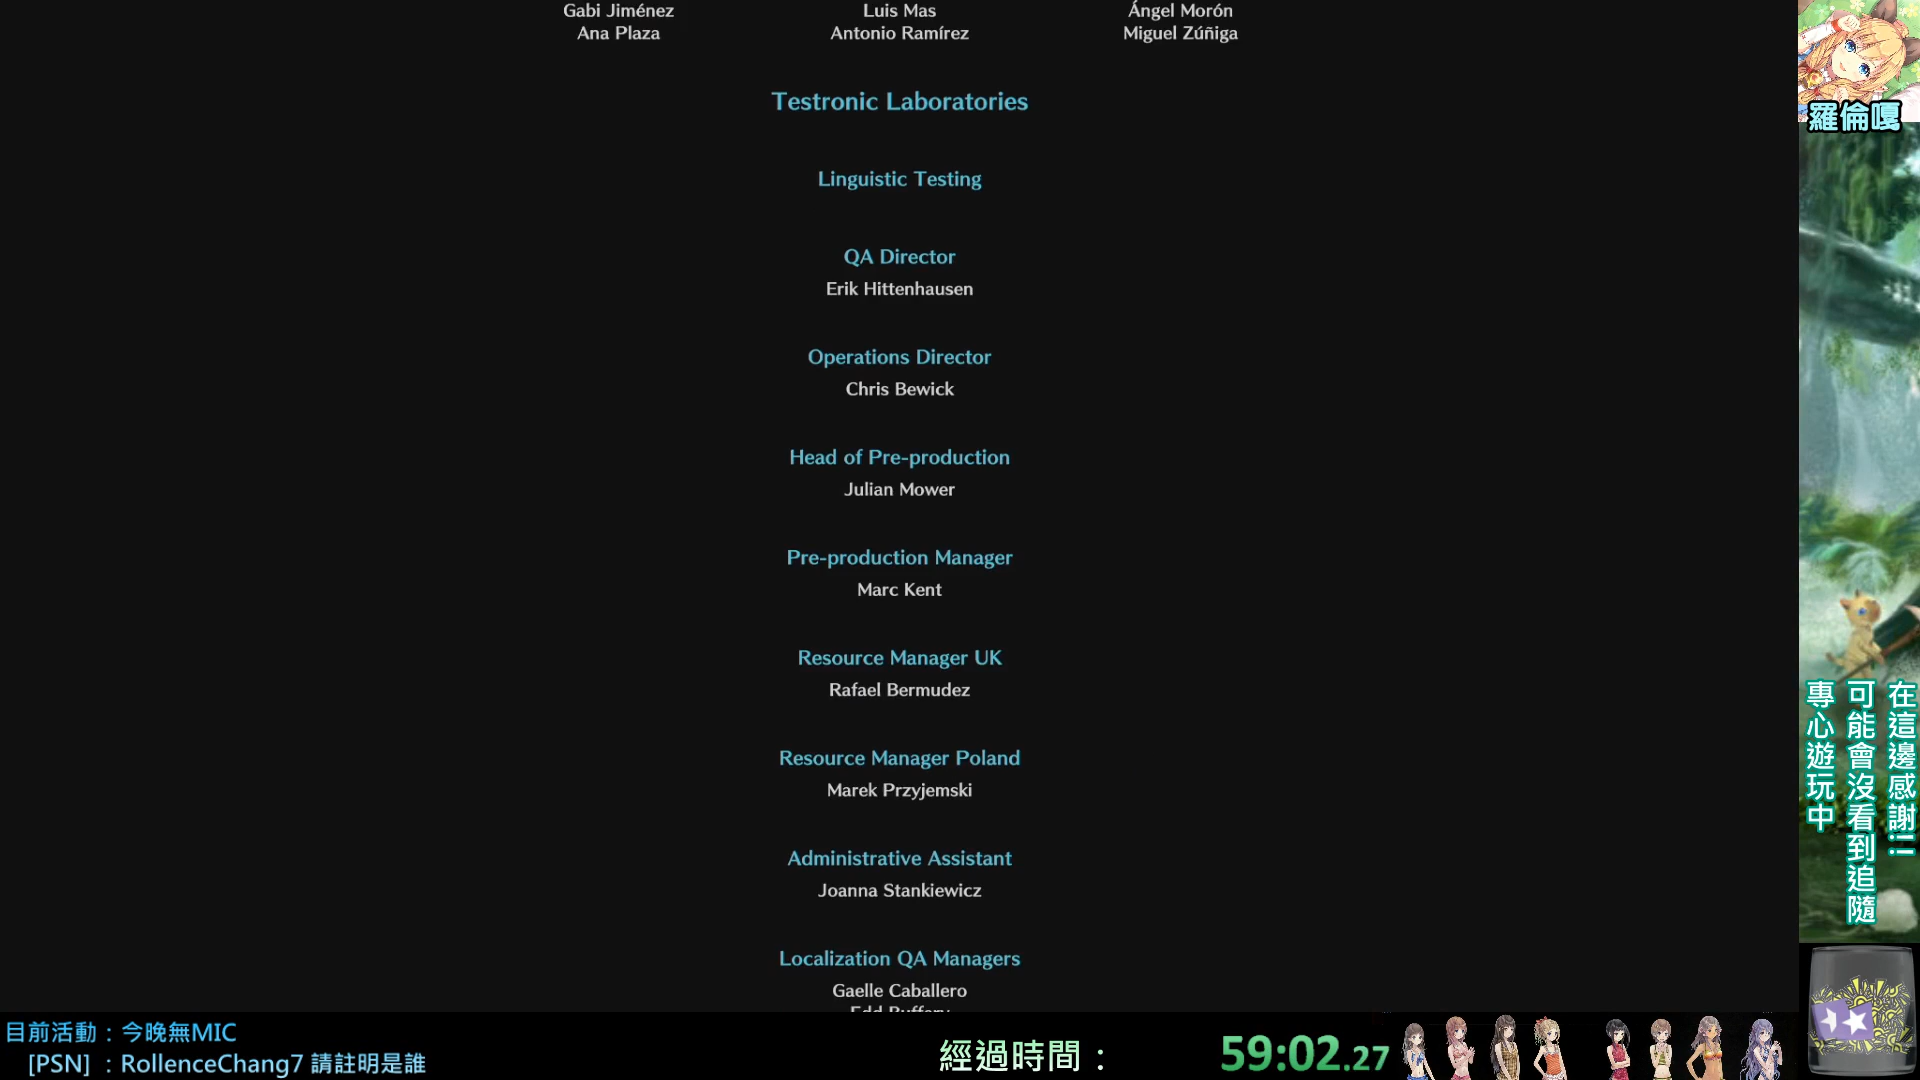 Gabi Jiménez Luis Mas Ángel Morón
Ana Plaza Antonio Ramírez Miguel Zúñiga
Testronic Laboratories
Linguistic Testing
QA Director
Erik Hittenhausen
Operations Director
Chris Bewick
Head of Pre-production
Julian Mower
Pre-production Manager
Marc Kent
Resource Manager UK
Rafael Bermudez
Resource Manager Poland
Marek Przyjemski
Administrative Assistant
Joanna Stankiewicz
Localization QA Managers
Gaelle Caballero
羅倫嘎
在這邊感謝!!
可能會沒看到追隨
專心遊玩中
目前活動：今晚無MIC
[PSN] ：RollenceChang7 請註明是誰
經過時間：
59:02.27